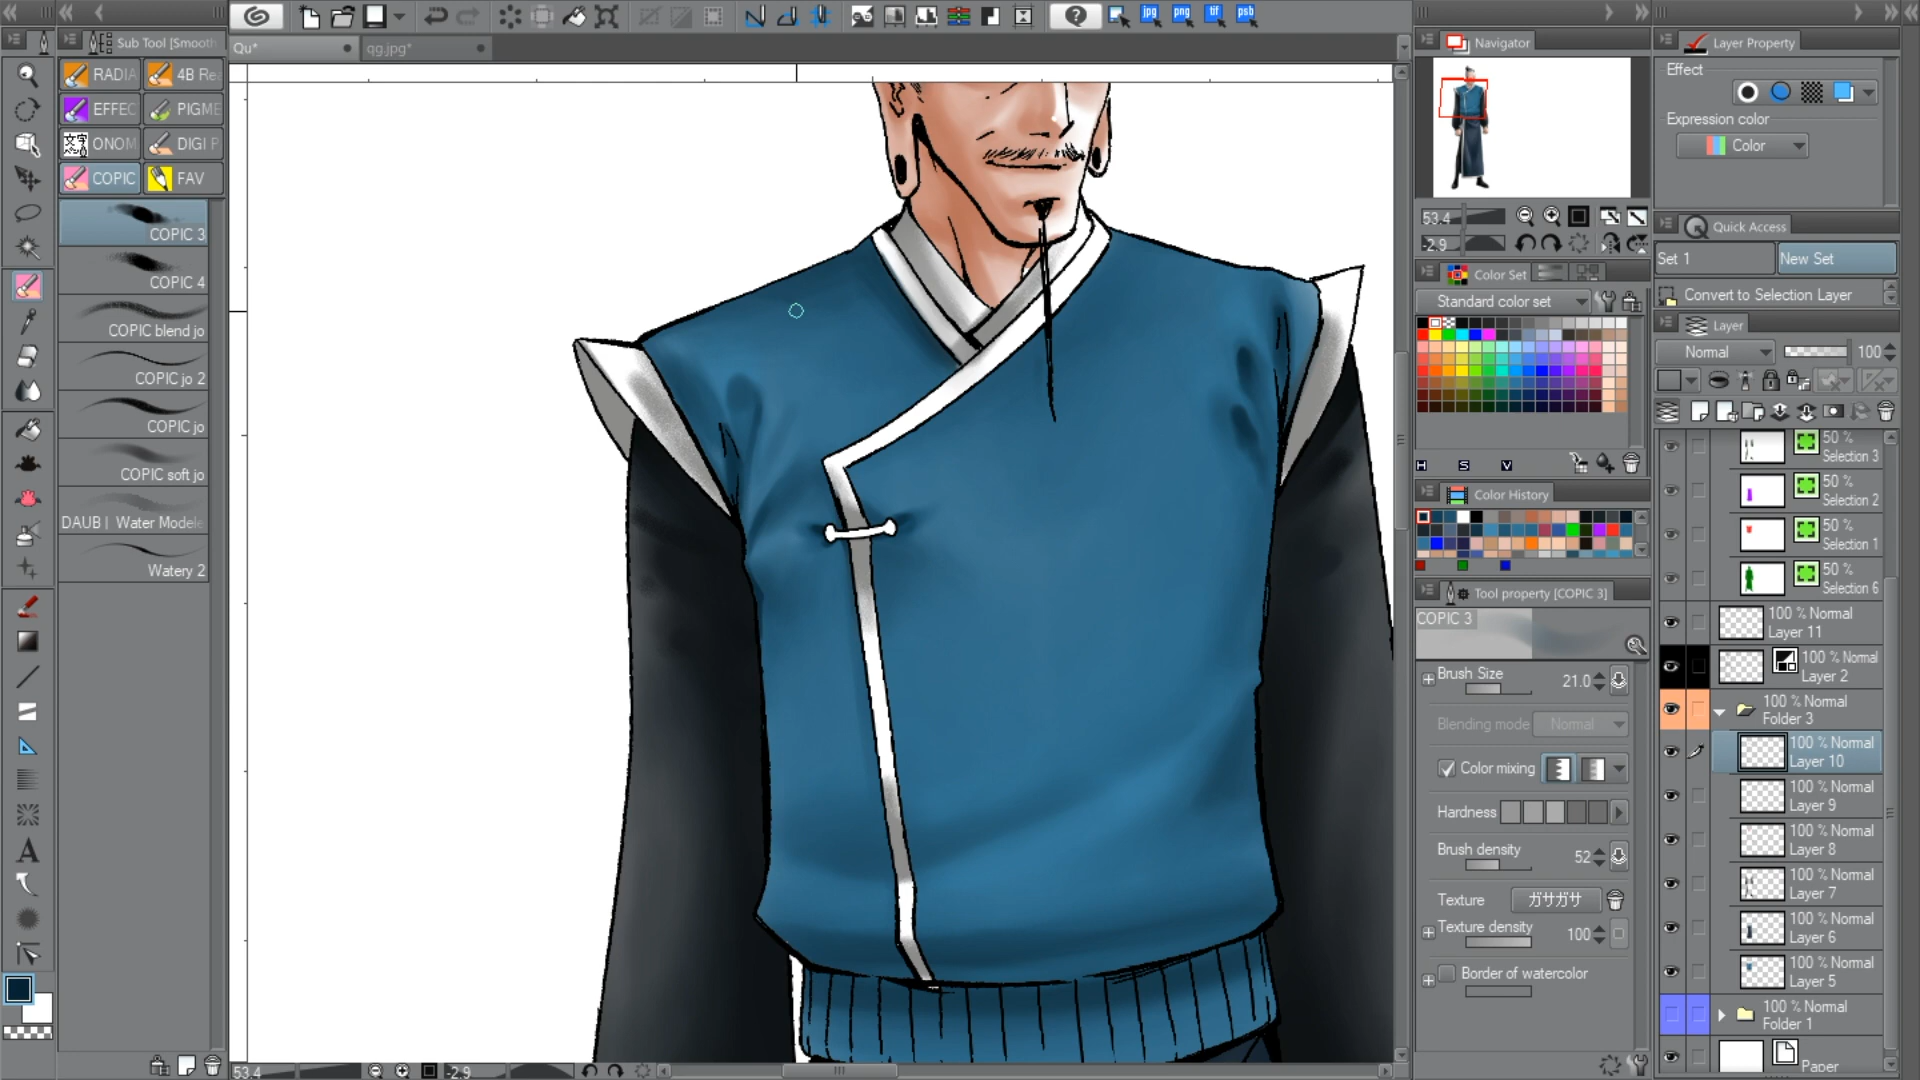 Sub Tool [Smooth
RADIA
4B Re
EFFEC
PIGME
ONOM
DIGI P
COPIC
FAV
COPIC 3
COPIC 4
COPIC blend jo
COPIC jo 2
COPIC jo
COPIC soft jo
DAUB | Water Modele
Watery 2
Qu*
qg.jpg*
jpg
png
tif
psb
53.4
-2.9
Navigator
53.4
-2.9
Color Set
Standard color set
H
S
V
Color History
Tool property [COPIC 3]
COPIC 3
Brush Size
21.0
Blending mode
Normal
Color mixing
Hardness
Brush density
52
Texture
ガサガサ
Texture density
100
Border of watercolor
Layer Property
Effect
Expression color
Color
Quick Access
Set 1
New Set
Convert to Selection Layer
Layer
Normal
100
50 %
Selection 3
50 %
Selection 2
50 %
Selection 1
50 %
Selection 6
100 % Normal
Layer 11
100 % Normal
Layer 2
100 % Normal
Folder 3
100 % Normal
Layer 10
100 % Normal
Layer 9
100 % Normal
Layer 8
100 % Normal
Layer 7
100 % Normal
Layer 6
100 % Normal
Layer 5
100 % Normal
Folder 1
Paper